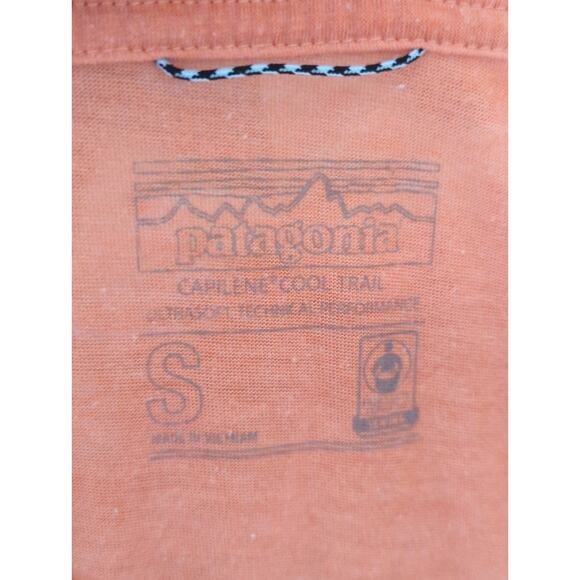 patagonia
CAPILENE® COOL TRAIL
ULTRASOFT TECHNICAL PERFORMANCE
S
MADE IN VIETNAM